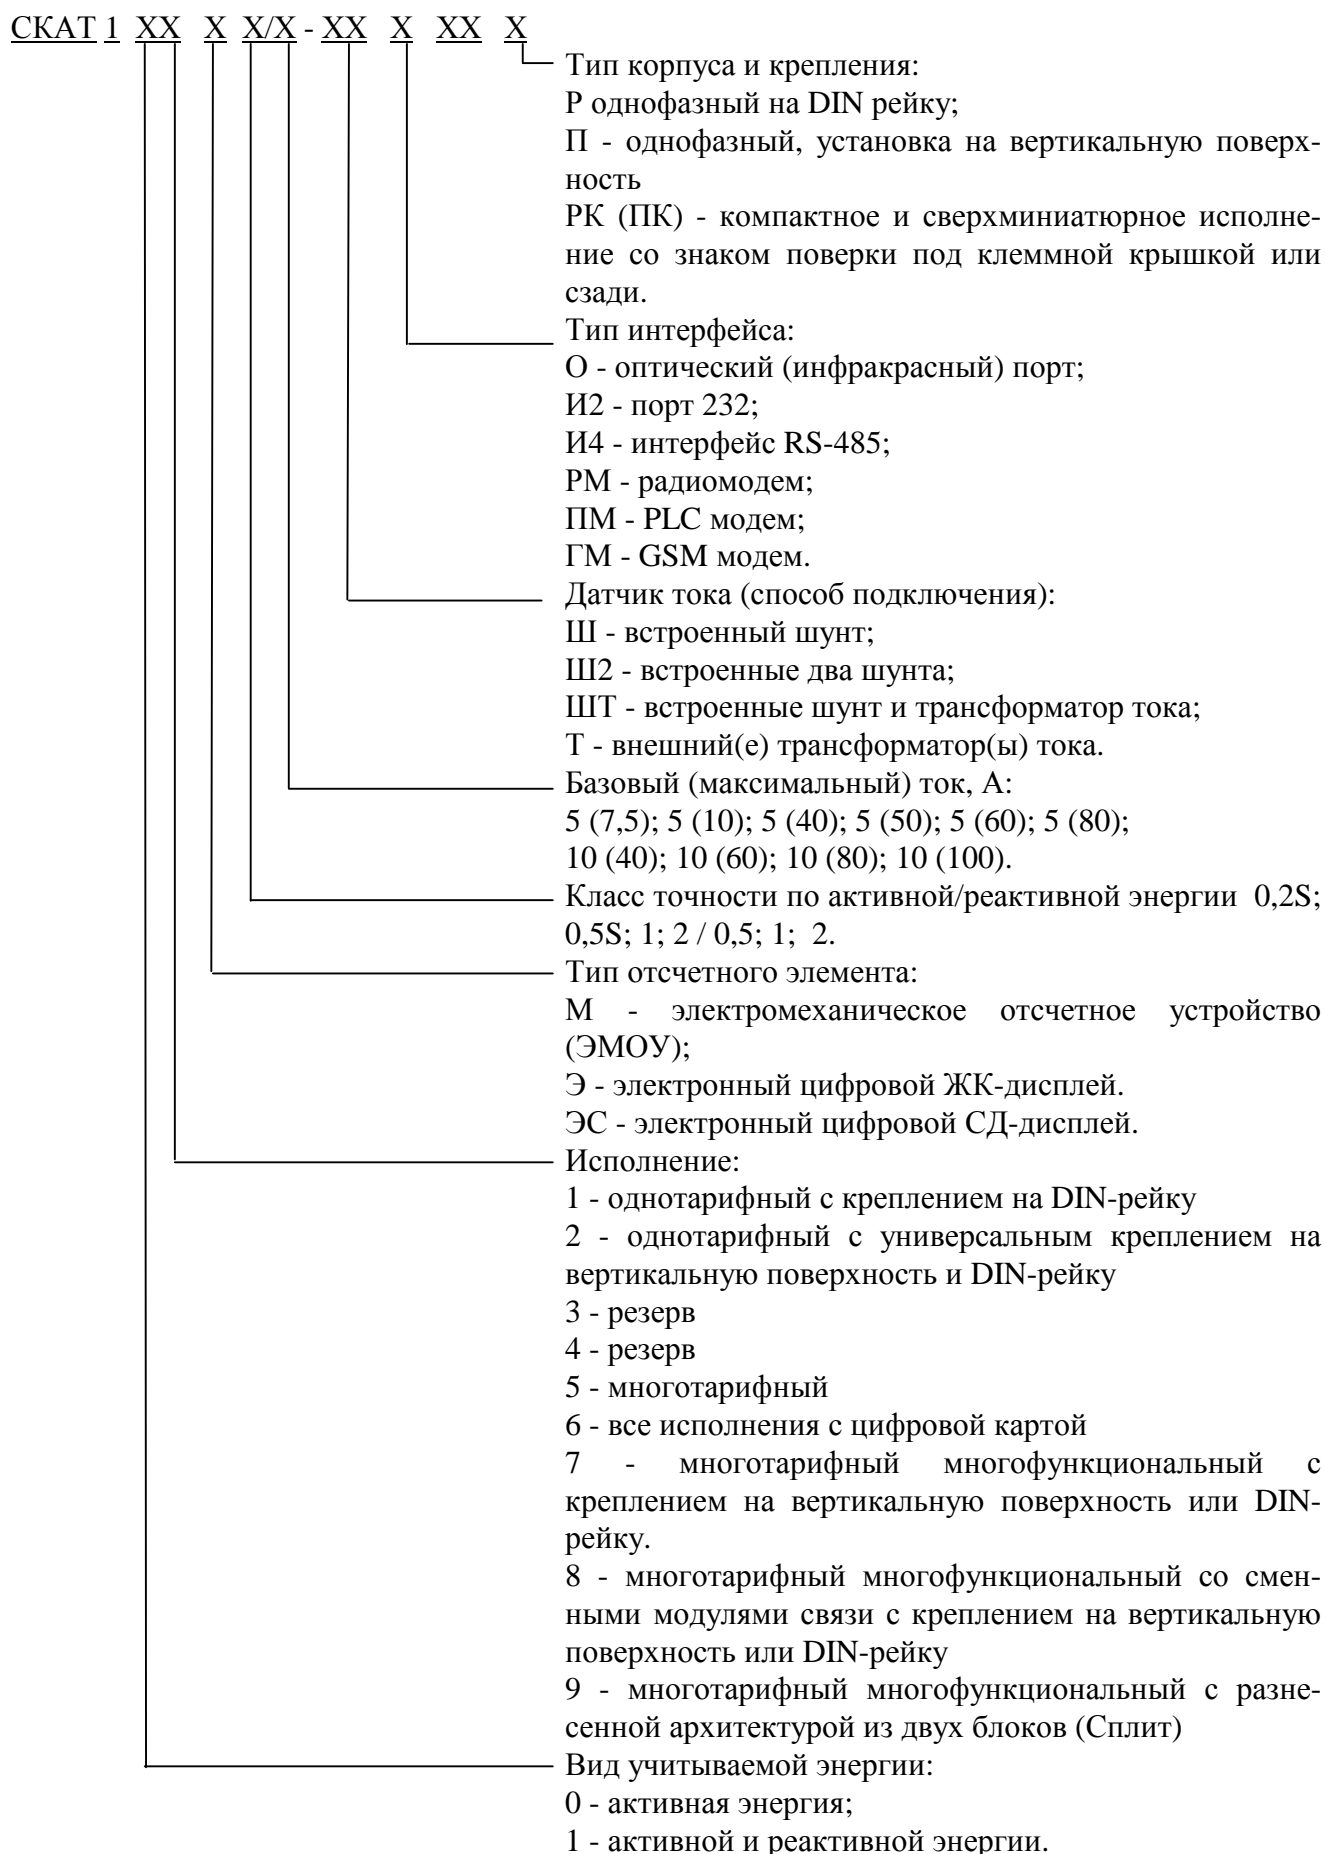 СКАТ 1 ХХ Х Х/Х - ХХ Х ХХ Х
Тип корпуса и крепления:
Р однофазный на DIN рейку;
П - однофазный, установка на вертикальную поверх-
ность
РК (ПК) - компактное и сверхминиатюрное исполне-
ние со знаком поверки под клеммной крышкой или
сзади.
Тип интерфейса:
О - оптический (инфракрасный) порт;
И2 - порт 232;
И4 - интерфейс RS-485;
РМ - радиомодем;
ПМ - PLC модем;
ГМ - GSM модем.
Датчик тока (способ подключения):
Ш - встроенный шунт;
Ш2 - встроенные два шунта;
ШТ - встроенные шунт и трансформатор тока;
Т - внешний(е) трансформатор(ы) тока.
Базовый (максимальный) ток, А:
5 (7,5); 5 (10); 5 (40); 5 (50); 5 (60); 5 (80);
10 (40); 10 (60); 10 (80); 10 (100).
Класс точности по активной/реактивной энергии 0,2S;
0,5S; 1; 2 / 0,5; 1; 2.
Тип отсчетного элемента:
М - электромеханическое отсчетное устройство
(ЭМОУ);
Э - электронный цифровой ЖК-дисплей.
ЭС - электронный цифровой СД-дисплей.
Исполнение:
1 - однотарифный с креплением на DIN-рейку
2 - однотарифный с универсальным креплением на
вертикальную поверхность и DIN-рейку
3 - резерв
4 - резерв
5 - многотарифный
6 - все исполнения с цифровой картой
7 - многотарифный многофункциональный с
креплением на вертикальную поверхность или DIN-
рейку.
8 - многотарифный многофункциональный со смен-
ными модулями связи с креплением на вертикальную
поверхность или DIN-рейку
9 - многотарифный многофункциональный с разне-
сенной архитектурой из двух блоков (Сплит)
Вид учитываемой энергии:
0 - активная энергия;
1 - активной и реактивной энергии.